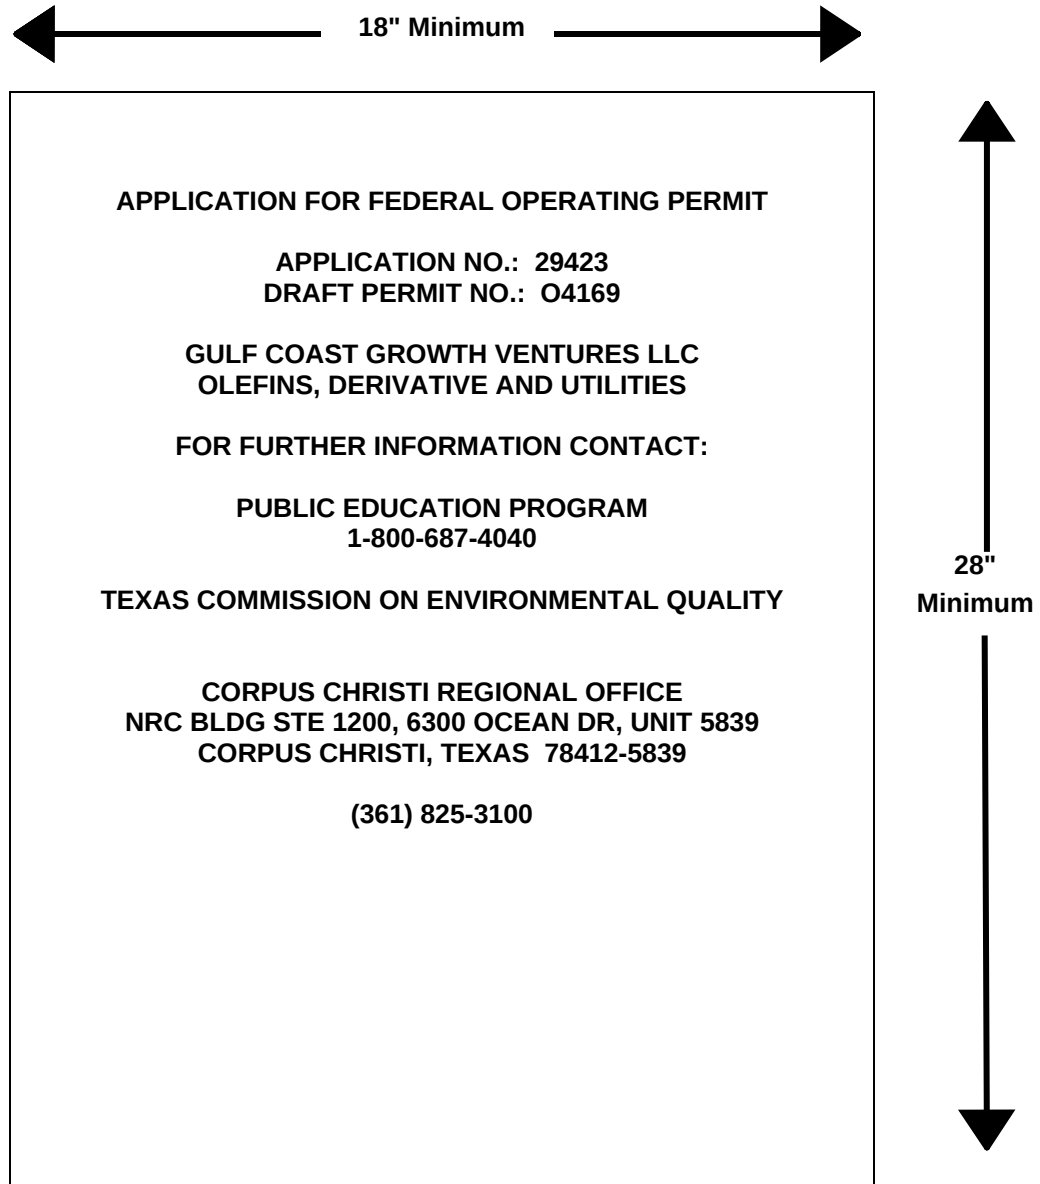 18" Minimum
APPLICATION FOR FEDERAL OPERATING PERMIT
APPLICATION NO.: 29423
DRAFT PERMIT NO.: O4169
GULF COAST GROWTH VENTURES LLC
OLEFINS, DERIVATIVE AND UTILITIES
FOR FURTHER INFORMATION CONTACT:
PUBLIC EDUCATION PROGRAM
1-800-687-4040
TEXAS COMMISSION ON ENVIRONMENTAL QUALITY
CORPUS CHRISTI REGIONAL OFFICE
NRC BLDG STE 1200, 6300 OCEAN DR, UNIT 5839
CORPUS CHRISTI, TEXAS 78412-5839
(361) 825-3100
28"
Minimum